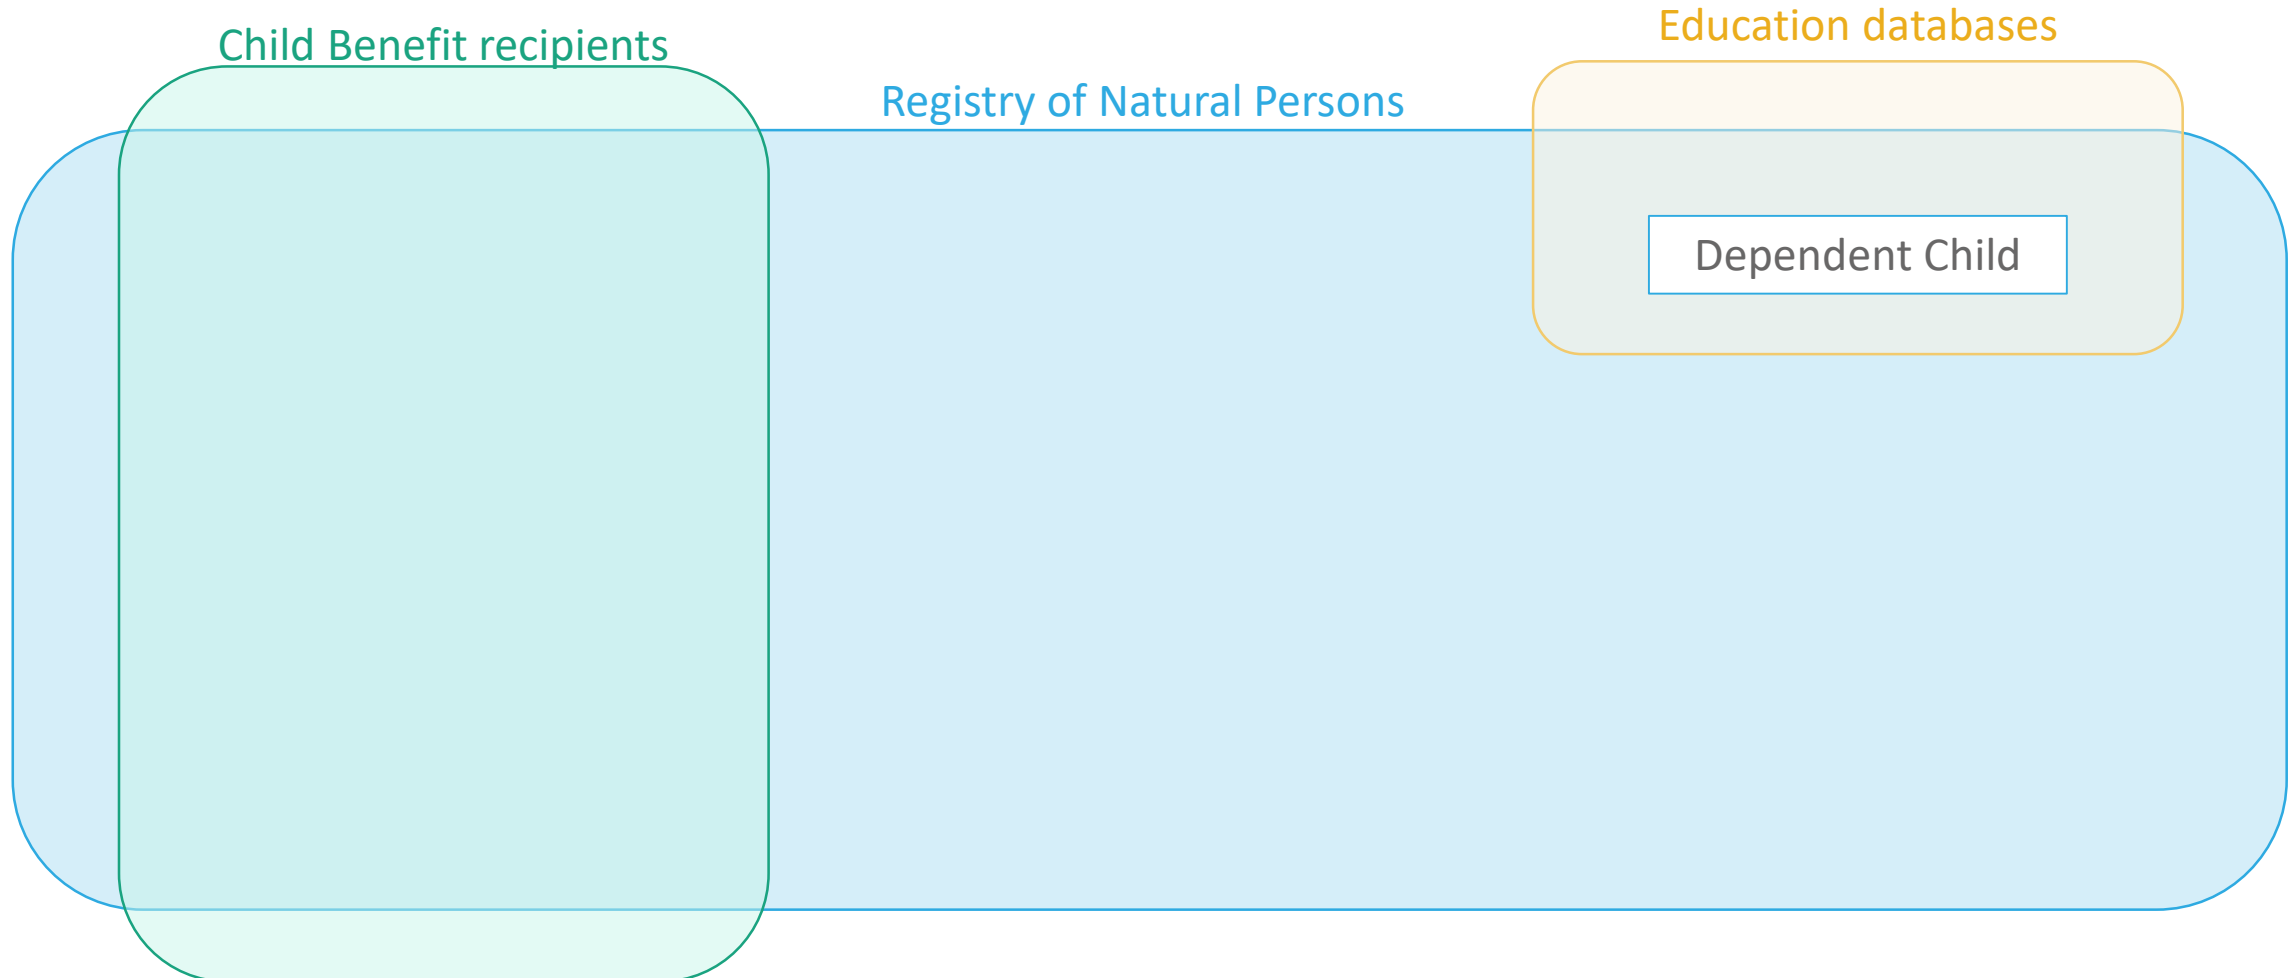 Child Benefit recipients
Education databases
Registry of Natural Persons
Dependent Child